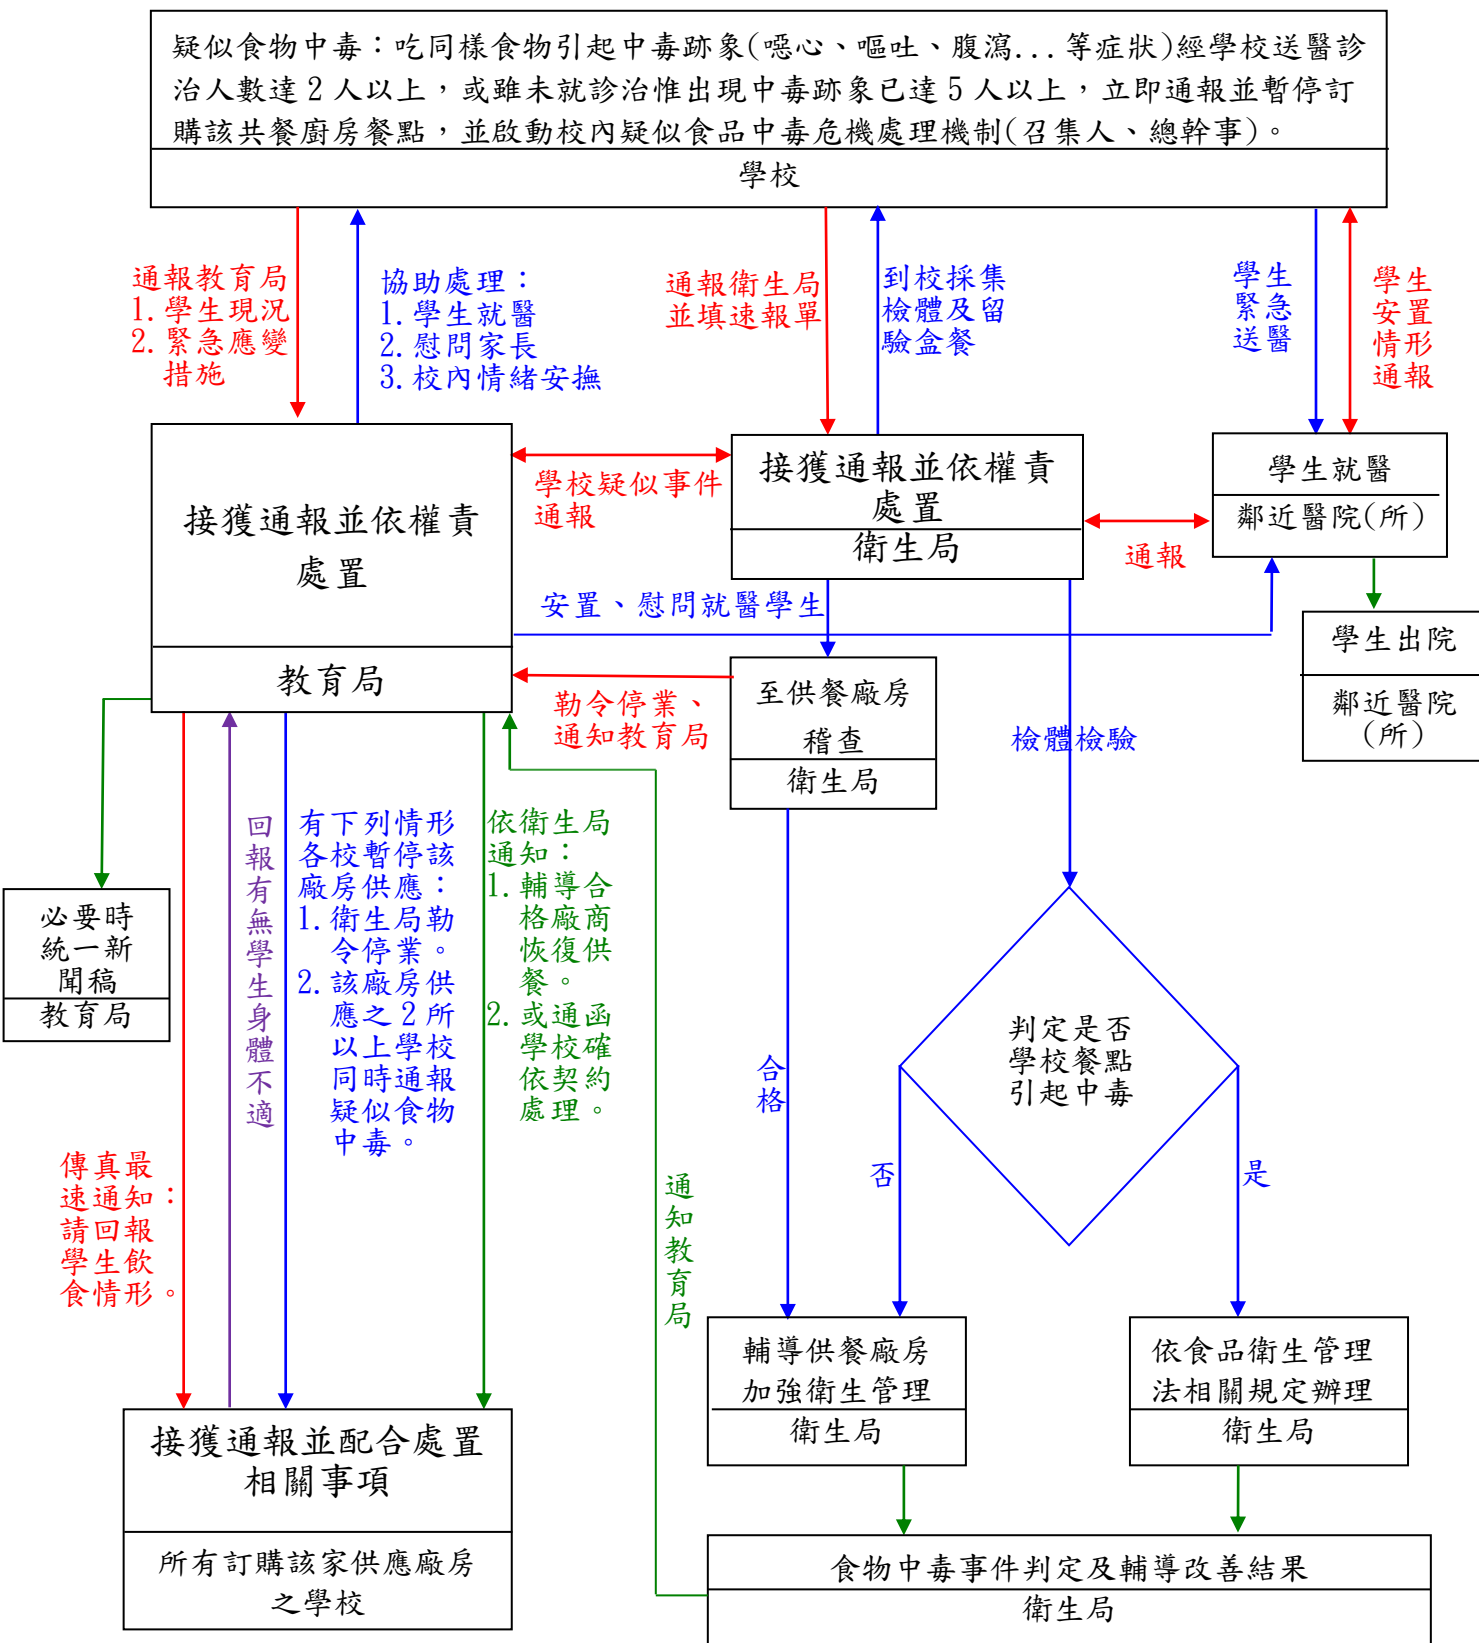 疑似食物中毒：吃同樣食物引起中毒跡象(噁心、嘔吐、腹瀉...等症狀)經學校送醫診
治人數達2人以上，或雖未就診治惟出現中毒跡象已達5人以上，立即通報並暫停訂
購該共餐廚房餐點，並啟動校內疑似食品中毒危機處理機制(召集人、總幹事)。
學校
通報教育局
1.學生現況
2.緊急應變
措施
協助處理：
1.學生就醫
2.慰問家長
3.校內情緒安撫
通報衛生局
並填速報單
到校採集
檢體及留
驗盒餐
學生
緊急
送醫
學生
安置
情形
通報
接獲通報並依權責
處置
教育局
學校疑似事件
通報
接獲通報並依權責
處置
衛生局
通報
學生就醫
鄰近醫院(所)
安置、慰問就醫學生
學生出院
鄰近醫院
(所)
勒令停業、
通知教育局
至供餐廠房
稽查
衛生局
檢體檢驗
必要時
統一新
聞稿
教育局
回報有無學生身體不適
有下列情形
各校暫停該
廠房供應：
1.衛生局勒
令停業。
2.該廠房供
應之2所
以上學校
同時通報
疑似食物
中毒。
依衛生局
通知：
1.輔導合
格廠商
恢復供
餐。
2.或通函
學校確
依契約
處理。
傳真最
速通知：
請回報
學生飲
食情形。
通知教育局
合格
判定是否
學校餐點
引起中毒
否
是
輔導供餐廠房
加強衛生管理
衛生局
依食品衛生管理
法相關規定辦理
衛生局
接獲通報並配合處置
相關事項
所有訂購該家供應廠房
之學校
食物中毒事件判定及輔導改善結果
衛生局